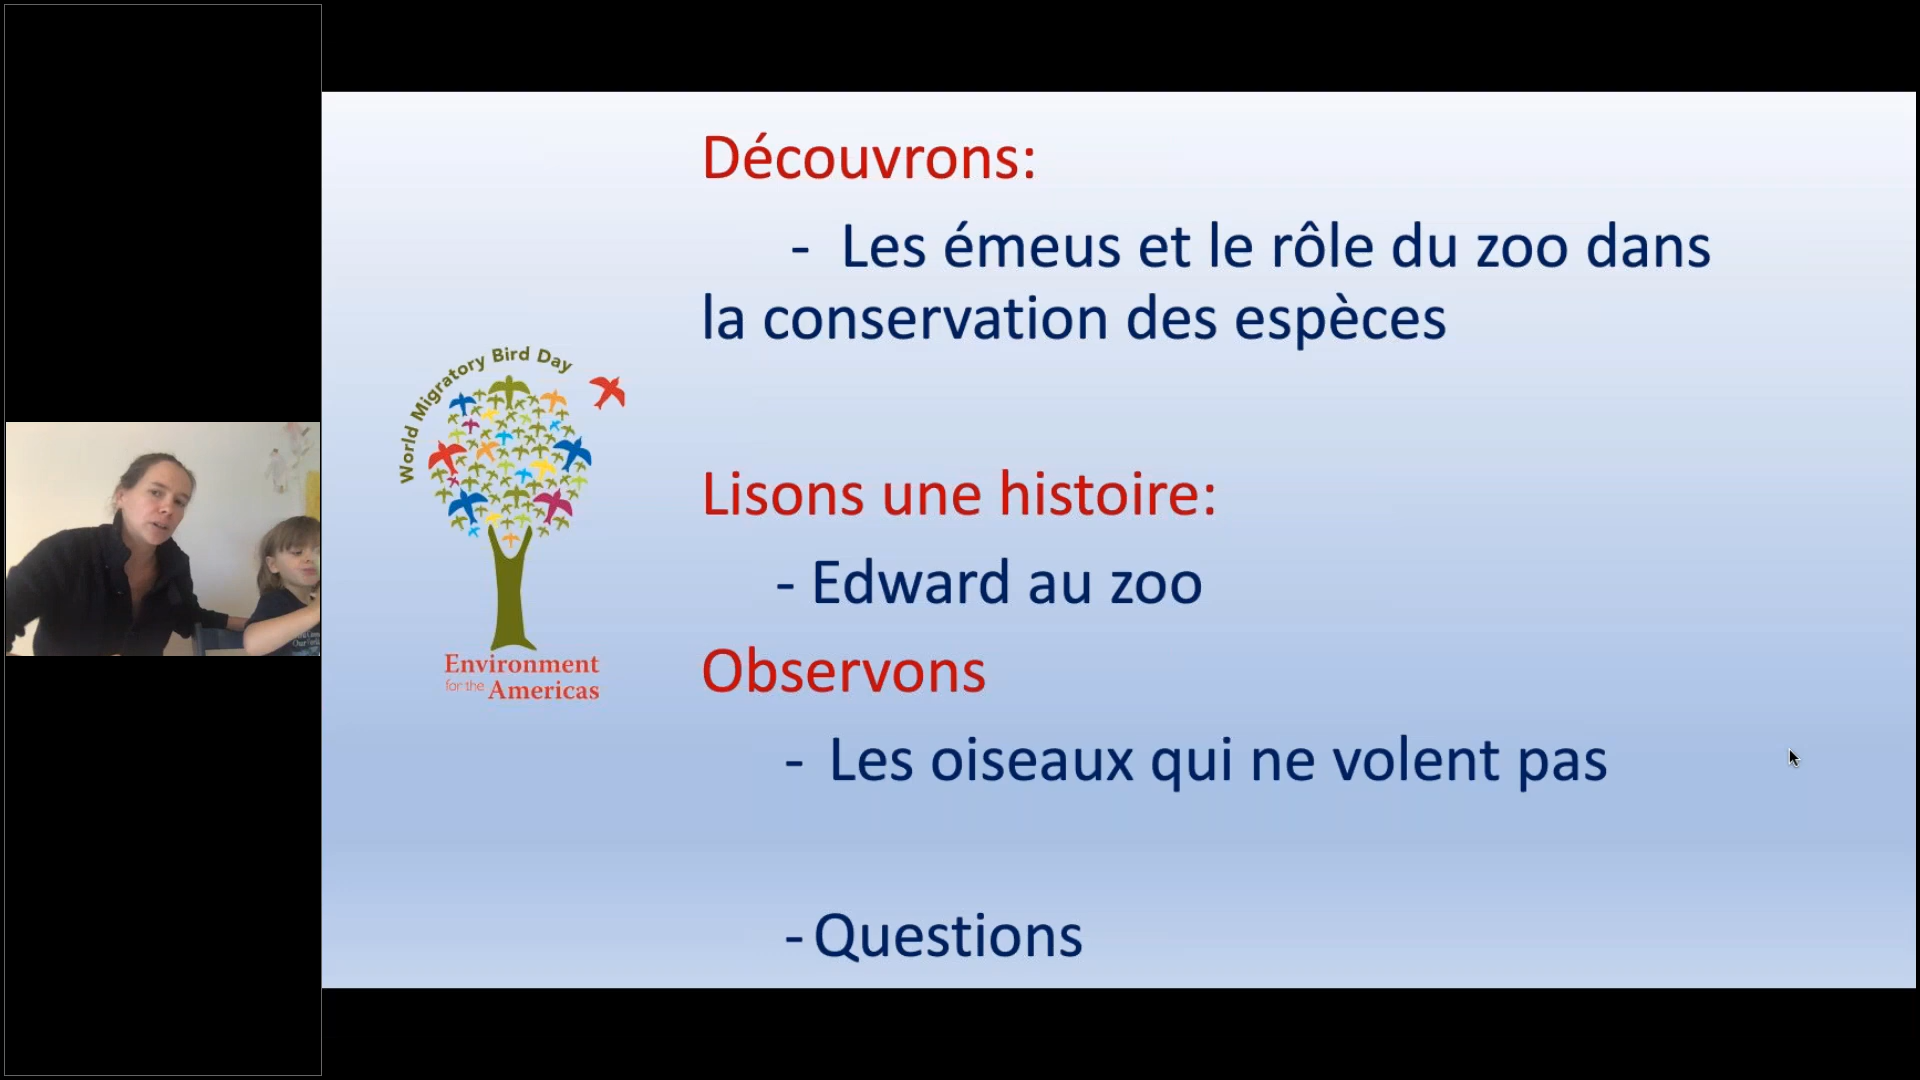 Découvrons:
- Les émeus et le rôle du zoo dans
la conservation des espèces
World Migratory Bird Day
Environment
for the Americas
Lisons une histoire:
- Edward au zoo
Observons
- Les oiseaux qui ne volent pas
- Questions